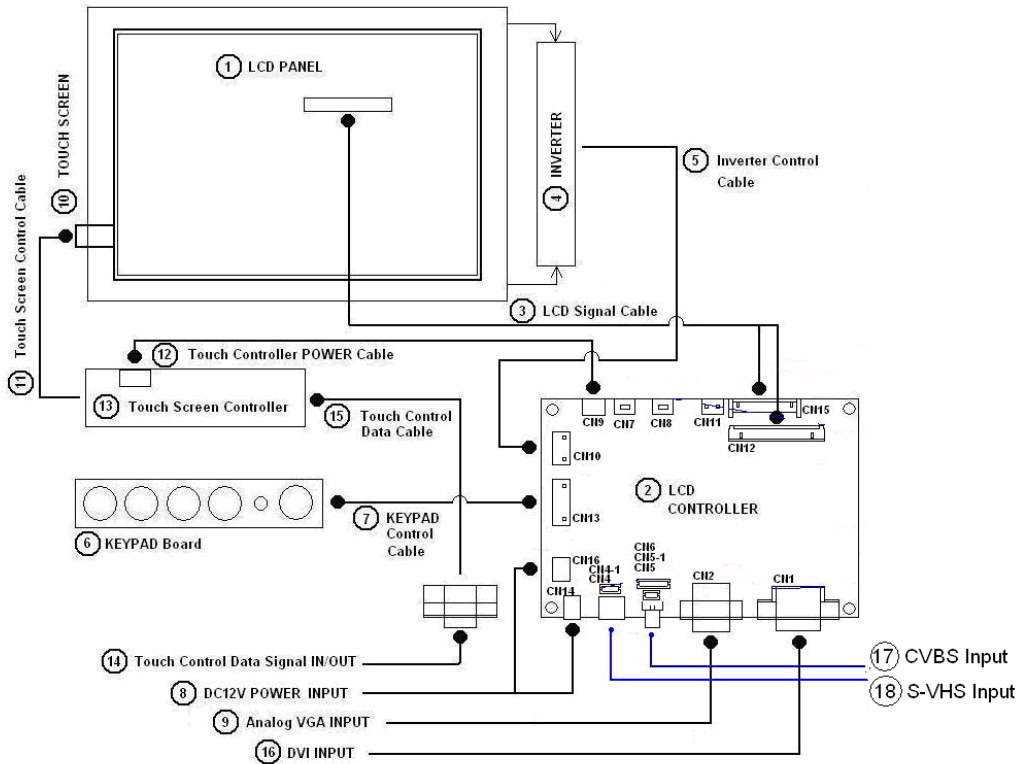 1 LCD PANEL
10 TOUCH SCREEN
4 INVERTER
5 Inverter Control
Cable
11 Touch Screen Control Cable
3 LCD Signal Cable
12 Touch Controller POWER Cable
13 Touch Screen Controller
15 Touch Control
Data Cable
CN9
CN7
CN8
CN11
CN15
CN12
CN10
2 LCD
CONTROLLER
CN13
7 KEYPAD
Control
Cable
6 KEYPAD Board
CN16
CN14
CN4-1
CN4
CN6
CN5-1
CN5
CN2
CN1
14 Touch Control Data Signal IN/OUT
17 CVBS Input
8 DC12V POWER INPUT
18 S-VHS Input
9 Analog VGA INPUT
16 DVI INPUT